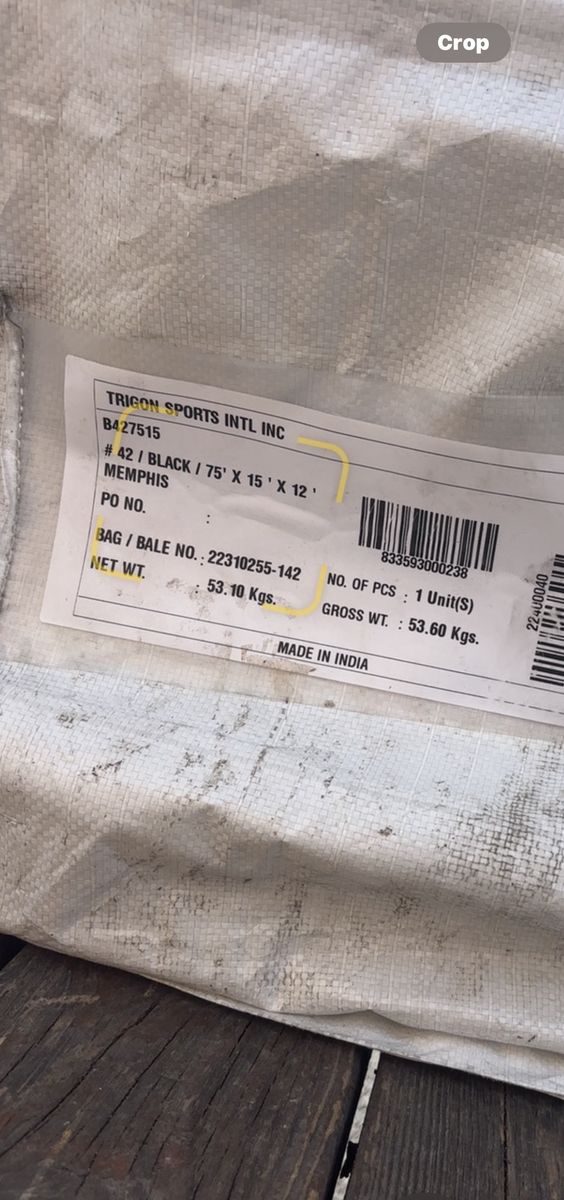 Crop
TRIGON SPORTS INTL INC
B427515
# 42 / BLACK / 75' X 15 ' X 12 '
MEMPHIS
PO NO. :
833593000238
BAG / BALE NO. : 22310255-142 NO. OF PCS : 1 Unit(S)
NET WT. : 53.10 Kgs. GROSS WT. : 53.60 Kgs.
MADE IN INDIA
22400040